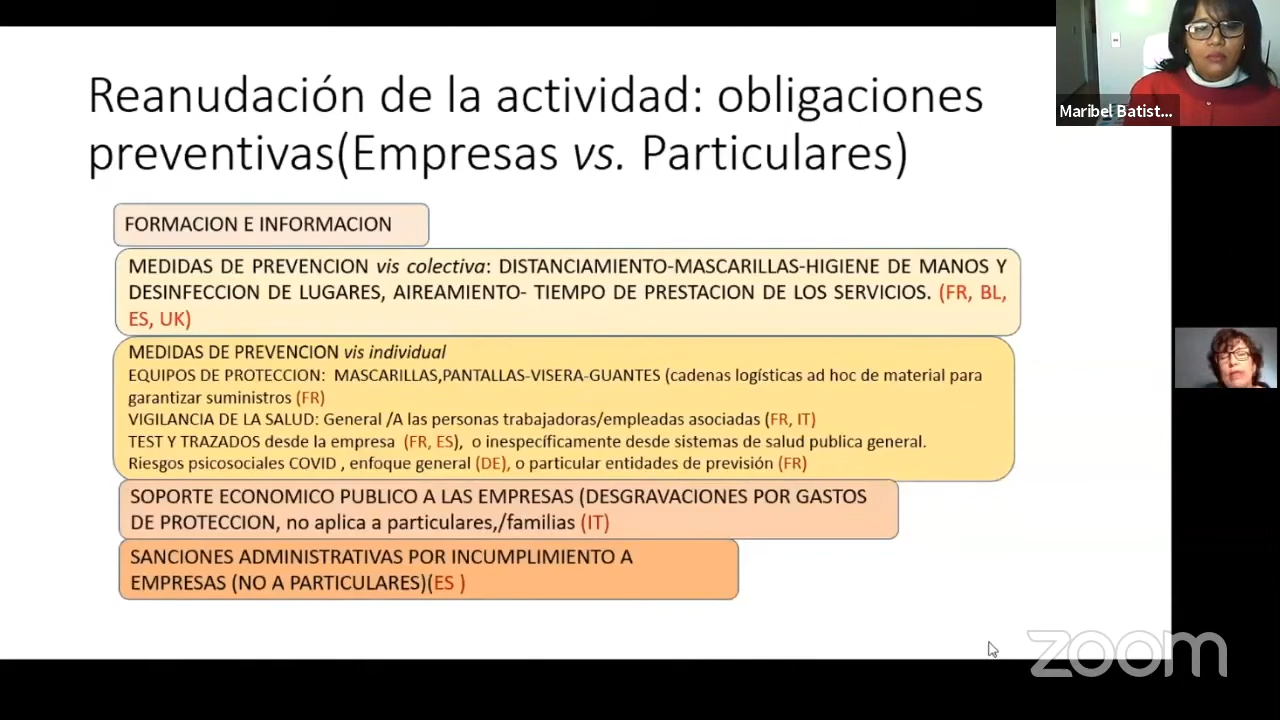 Reanudación de la actividad: obligaciones
preventivas(Empresas vs. Particulares)
FORMACION E INFORMACION
MEDIDAS DE PREVENCION vis colectiva: DISTANCIAMIENTO-MASCARILLAS-HIGIENE DE MANOS Y
DESINFECCION DE LUGARES, AIREAMIENTO- TIEMPO DE PRESTACION DE LOS SERVICIOS. (FR, BL,
ES, UK)
MEDIDAS DE PREVENCION vis individual
EQUIPOS DE PROTECCION: MASCARILLAS,PANTALLAS-VISERA-GUANTES (cadenas logísticas ad hoc de material para
garantizar suministros (FR)
VIGILANCIA DE LA SALUD: General /A las personas trabajadoras/empleadas asociadas (FR, IT)
TEST Y TRAZADOS desde la empresa (FR, ES), o inespecíficamente desde sistemas de salud publica general.
Riesgos psicosociales COVID , enfoque general (DE), o particular entidades de previsión (FR)
SOPORTE ECONOMICO PUBLICO A LAS EMPRESAS (DESGRAVACIONES POR GASTOS
DE PROTECCION, no aplica a particulares,/familias (IT)
SANCIONES ADMINISTRATIVAS POR INCUMPLIMIENTO A
EMPRESAS (NO A PARTICULARES)(ES )
Maribel Batist...
zoom